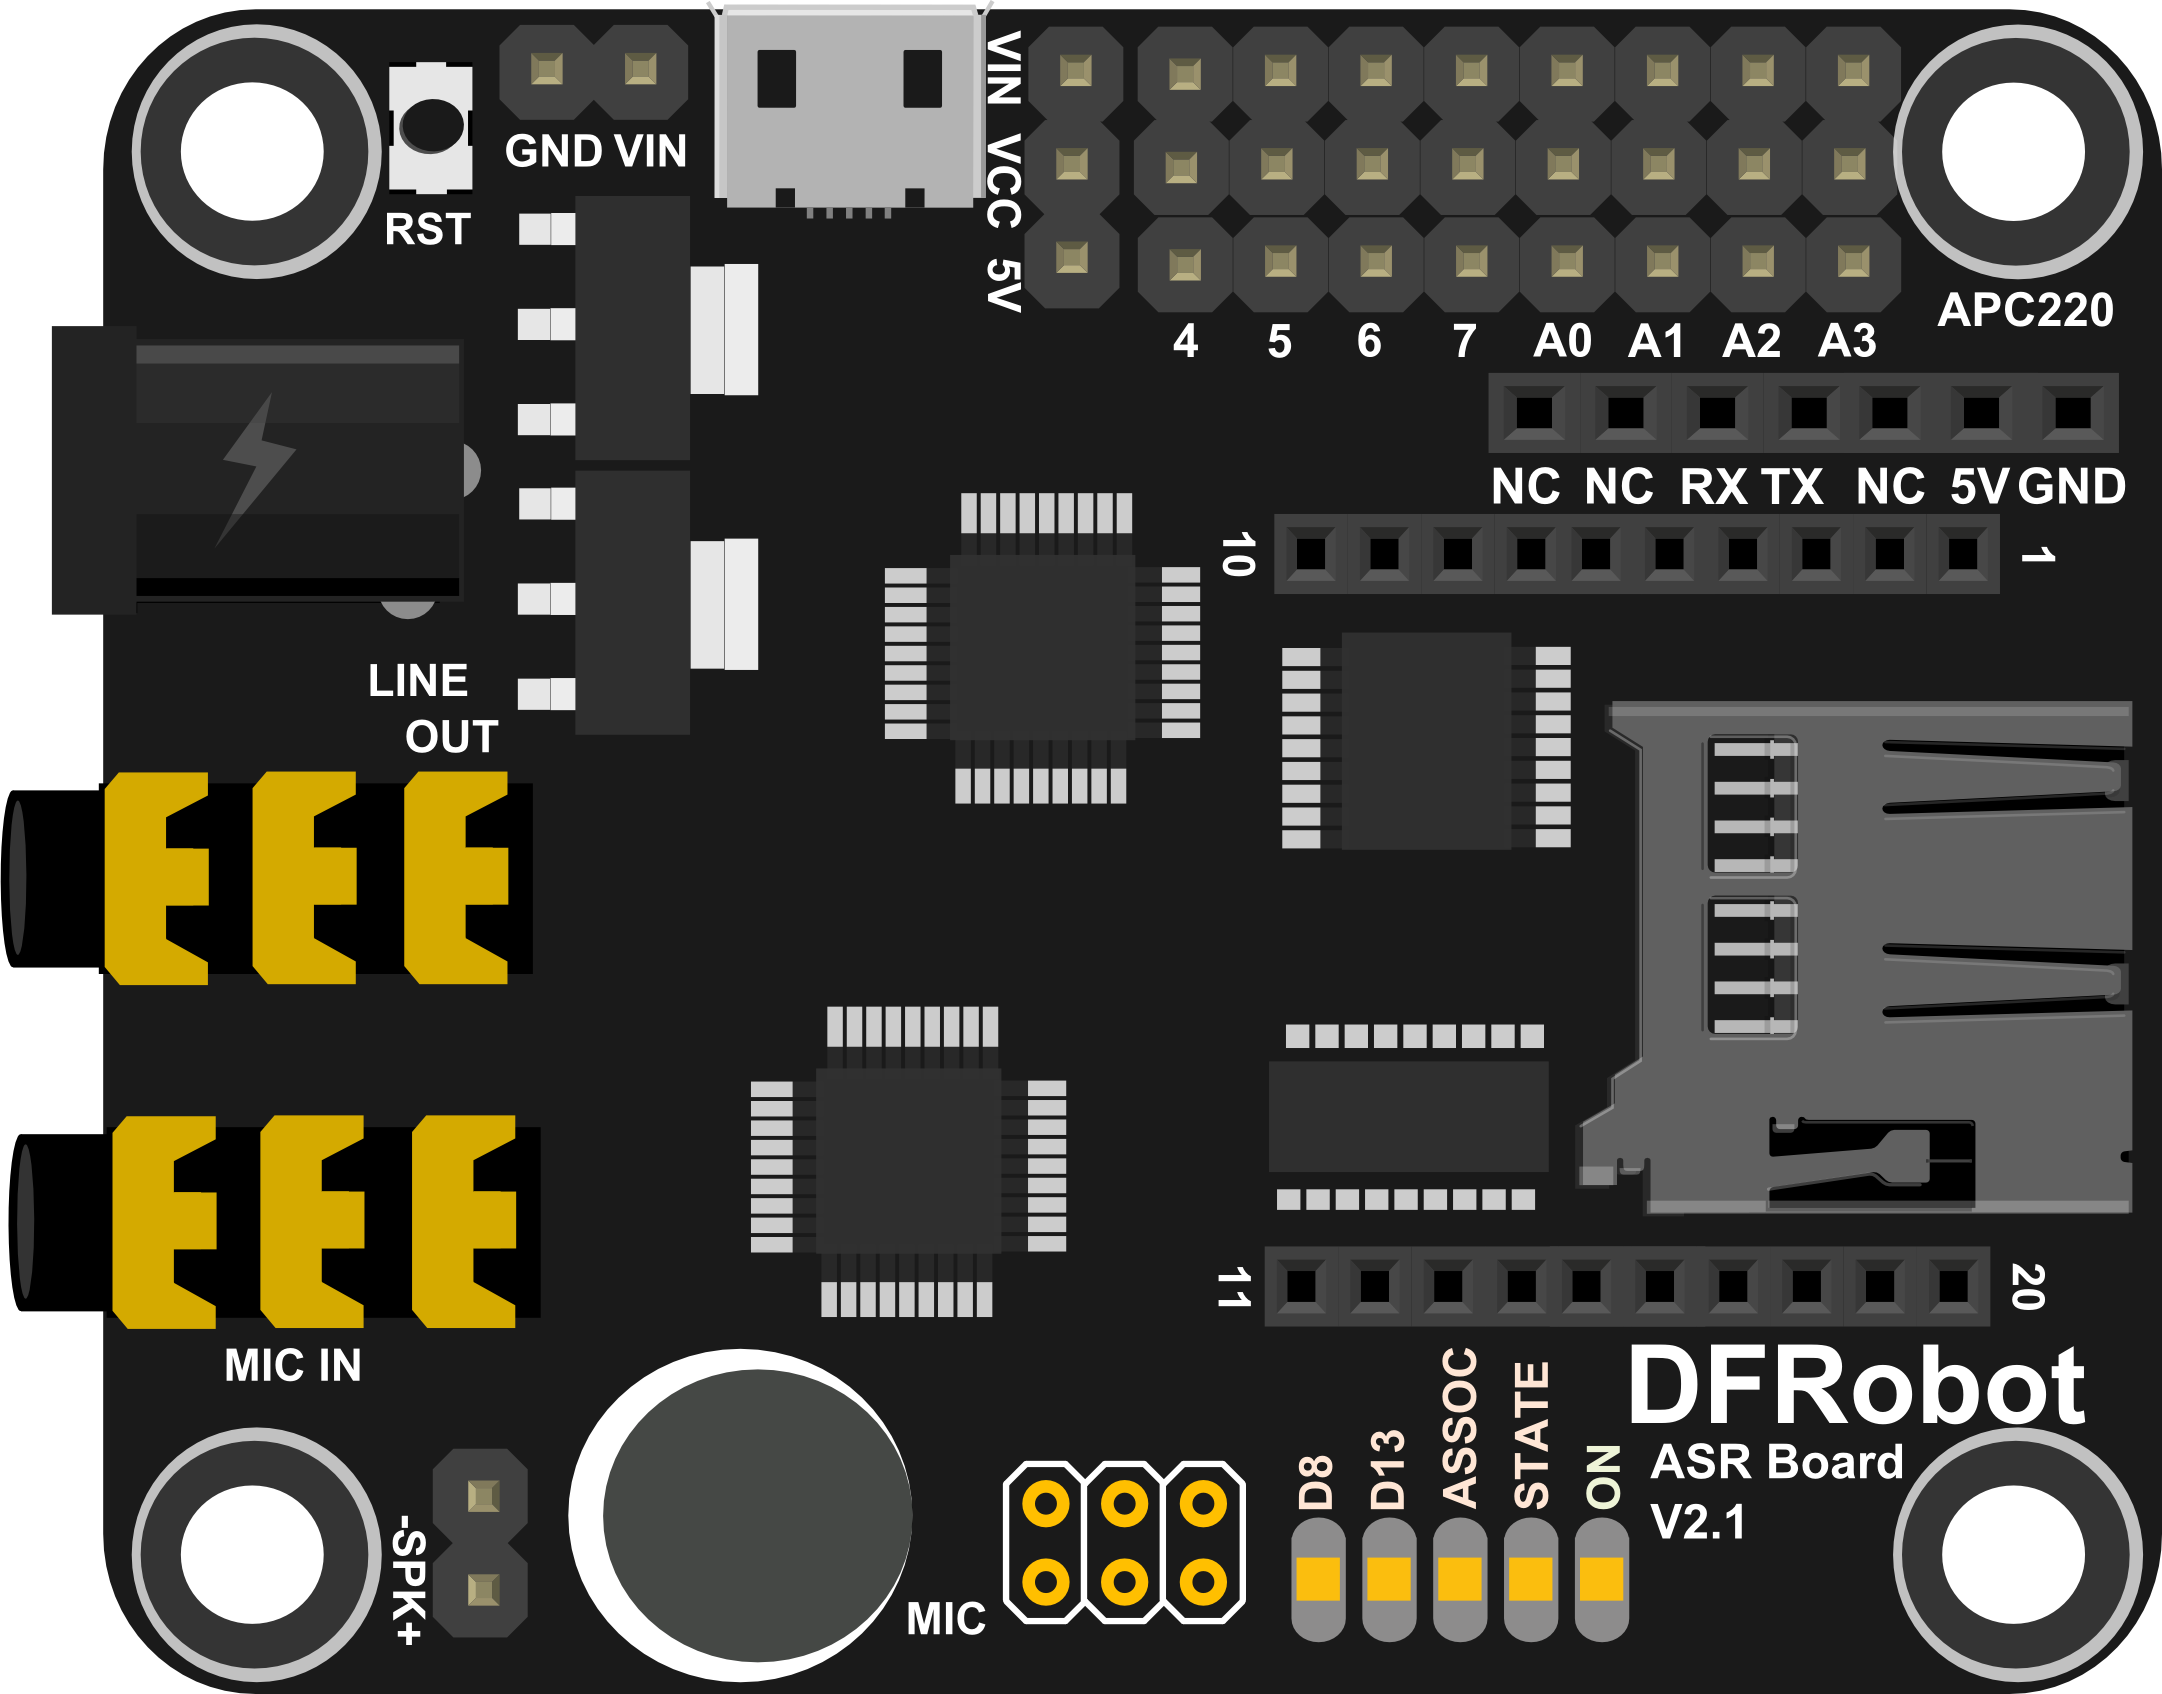 GND VIN
RST
VIN VCC 5V
4 5 6 7 A0 A1 A2 A3
APC220
NC NC RX TX NC 5V GND
10
1
LINE
OUT
MIC IN
11
20
DFRobot
ASR Board
V2.1
D8
D13
ASSOC
STATE
ON
-SPK+
MIC